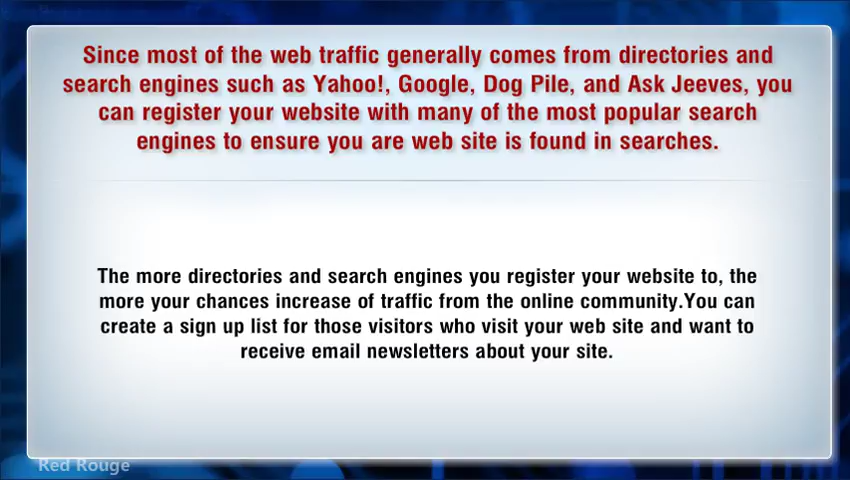 Since most of the web traffic generally comes from directories and
search engines such as Yahoo!, Google, Dog Pile, and Ask Jeeves, you
can register your website with many of the most popular search
engines to ensure you are web site is found in searches.
The more directories and search engines you register your website to, the
more your chances increase of traffic from the online community.You can
create a sign up list for those visitors who visit your web site and want to
receive email newsletters about your site.
Red Rouge